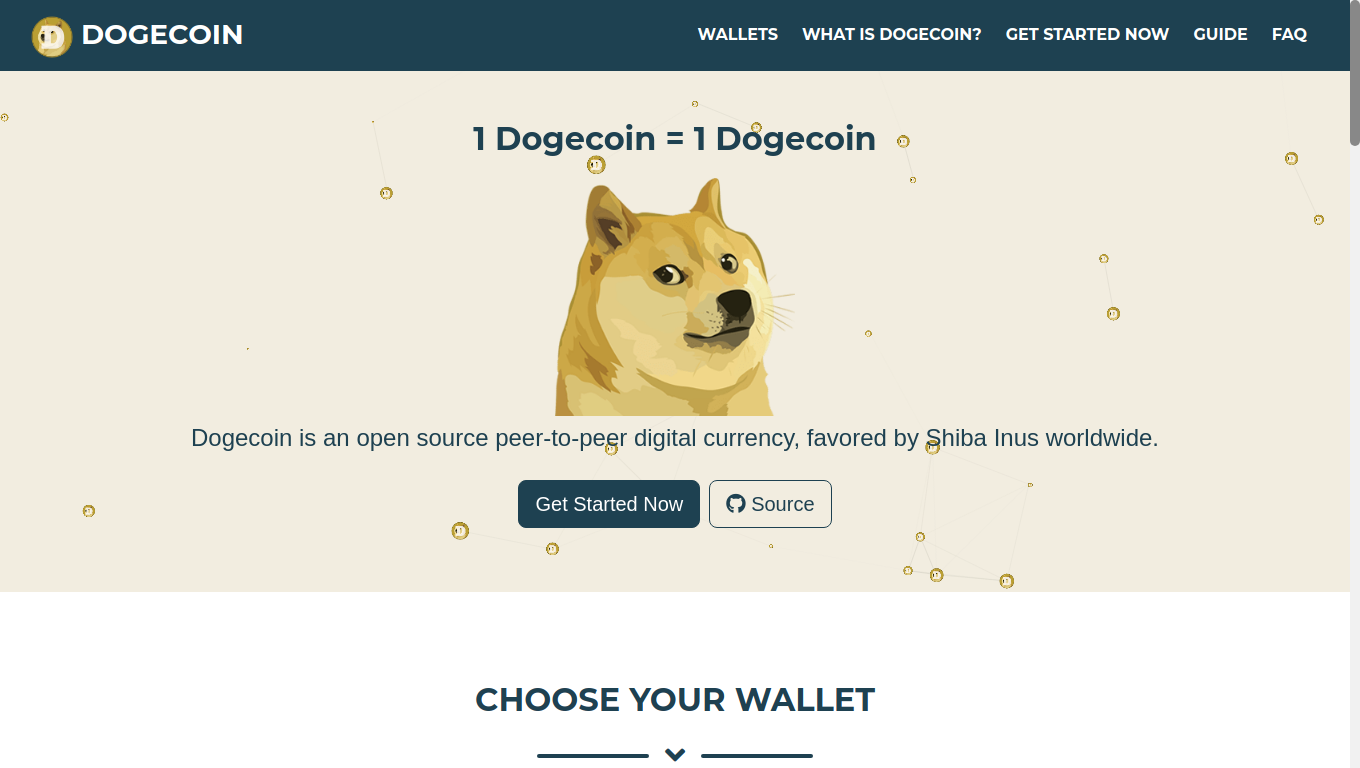 DOGECOIN
WALLETS WHAT IS DOGECOIN? GET STARTED NOW GUIDE FAQ
1 Dogecoin = 1 Dogecoin
Dogecoin is an open source peer-to-peer digital currency, favored by Shiba Inus worldwide.
Get Started Now Source
CHOOSE YOUR WALLET